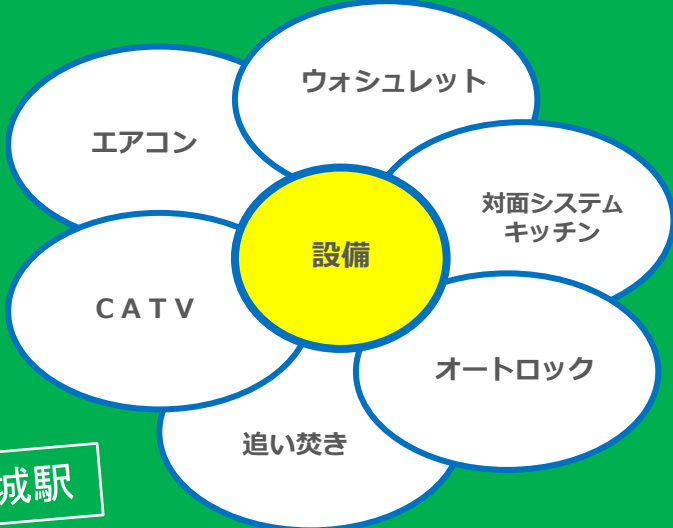 ウォシュレット
エアコン
対面システム
キッチン
設備
ＣＡＴＶ
オートロック
追い焚き
城駅